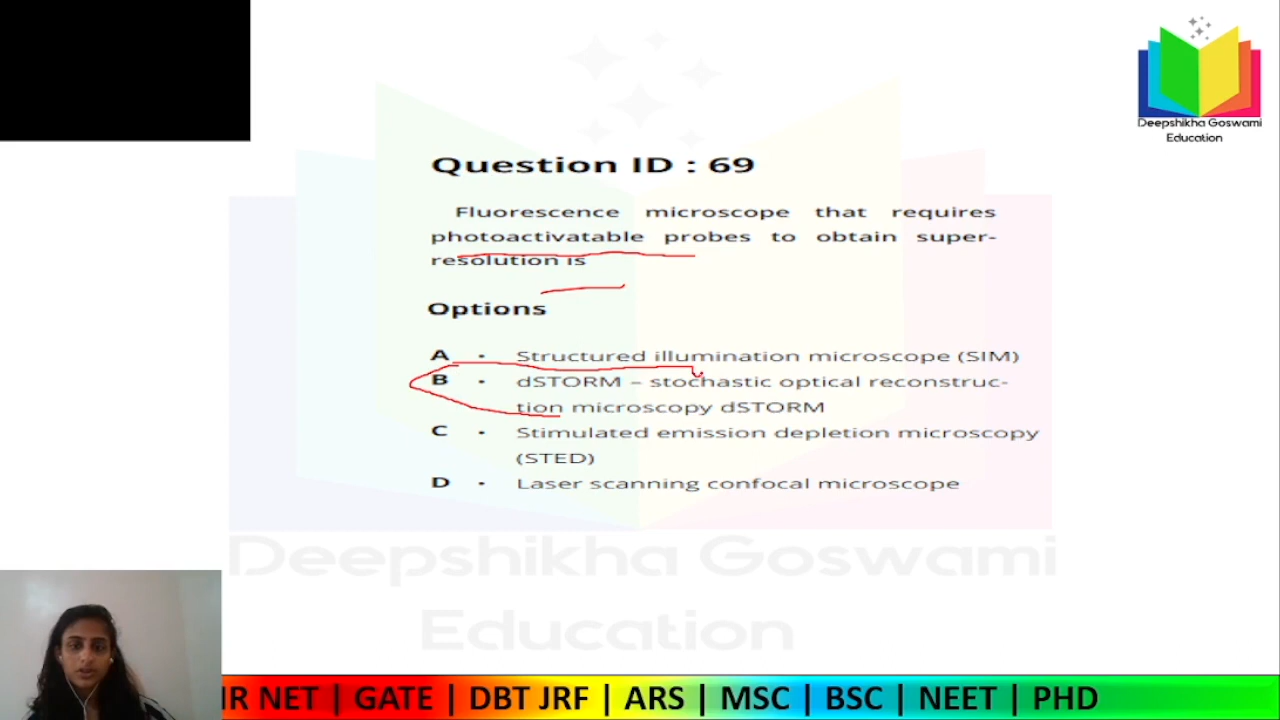 Deepshikha Goswami
Education
Question ID : 69
Fluorescence microscope that requires
photoactivatable probes to obtain super-
resolution is
Options
A · Structured illumination microscope (SIM)
B · dSTORM – stochastic optical reconstruc-
tion microscopy dSTORM
C · Stimulated emission depletion microscopy
(STED)
D · Laser scanning confocal microscope
Deepshikha Goswami
Education
IR NET | GATE | DBT JRF | ARS | MSC | BSC | NEET | PHD